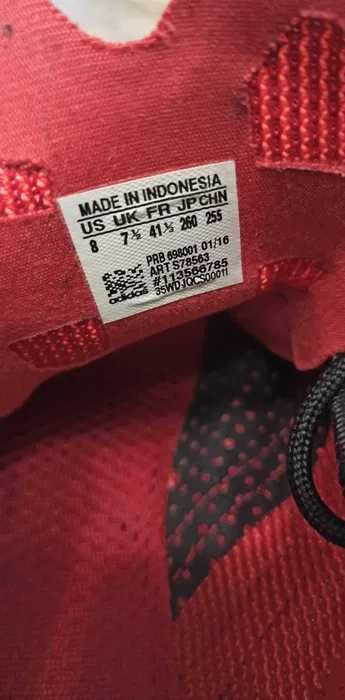 MADE IN INDONESIA
US UK FR JP CHN
8 7½ 41⅓ 260 255
PRB 698001 01/16
ART S78563
#113566785
adidas 35WDJQCS00011